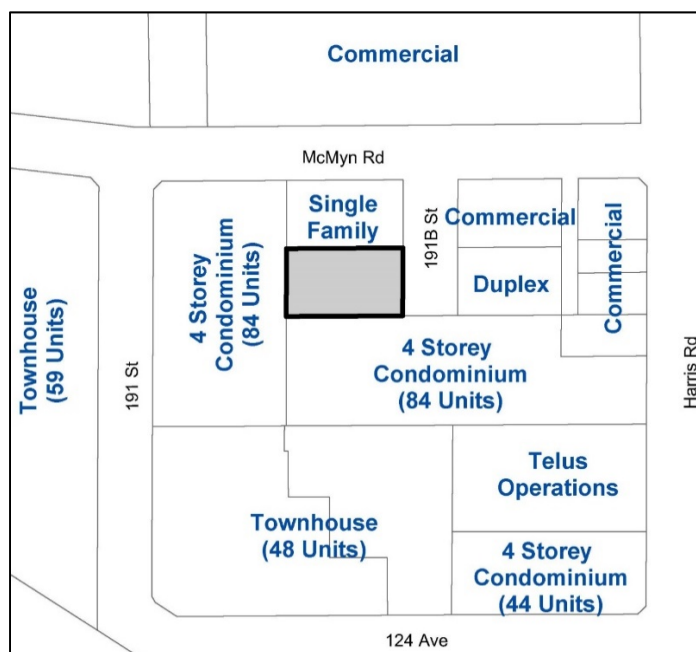 Commercial
McMyn Rd
Single
Family
191B St
Commercial
Commercial
Duplex
4 Storey
Condominium
(84 Units)
Townhouse
(59 Units)
191 St
4 Storey
Condominium
(84 Units)
Harris Rd
Telus
Operations
Townhouse
(48 Units)
4 Storey
Condominium
(44 Units)
124 Ave